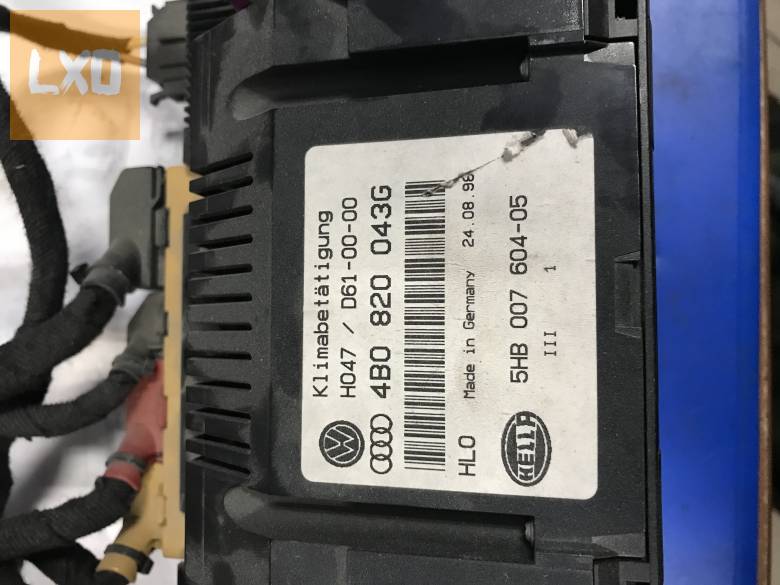 LXO
Klimabetätigung
H047 / D61-00-00
4B0 820 043G
HLO Made in Germany 24.08.98
5HB 007 604-05
III 1
HELLA